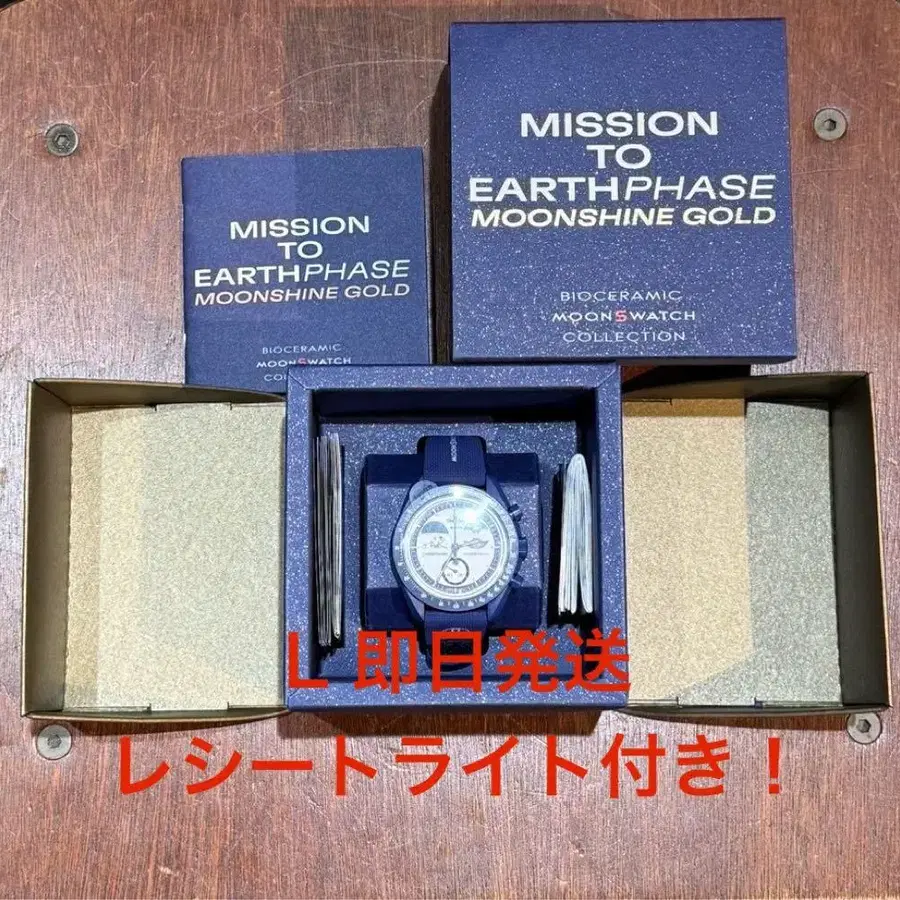 MISSION
TO
EARTHPHASE
MOONSHINE GOLD
BIOCERAMIC
MOONSWATCH
COLLECTION
MISSION
TO
EARTHPHASE
MOONSHINE GOLD
BIOCERAMIC
MOONSWATCH
L 即日発送
レシートライト付き！